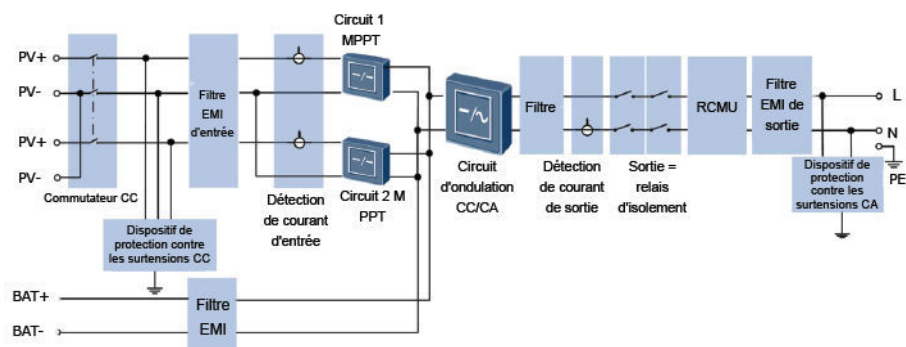 Circuit 1
MPPT
PV+
PV-
PV+
PV-
Commutateur CC
Filtre
EMI
d'entrée
Détection
de courant
d'entrée
Circuit 2 M
PPT
Dispositif de
protection contre
les surtensions CC
BAT+
BAT-
Filtre
EMI
Circuit
d'ondulation
CC/CA
Filtre
Détection
de courant
de sortie
Sortie =
relais
d'isolement
RCMU
Filtre
EMI de
sortie
L
N
PE
Dispositif de
protection
contre les
surtensions CA